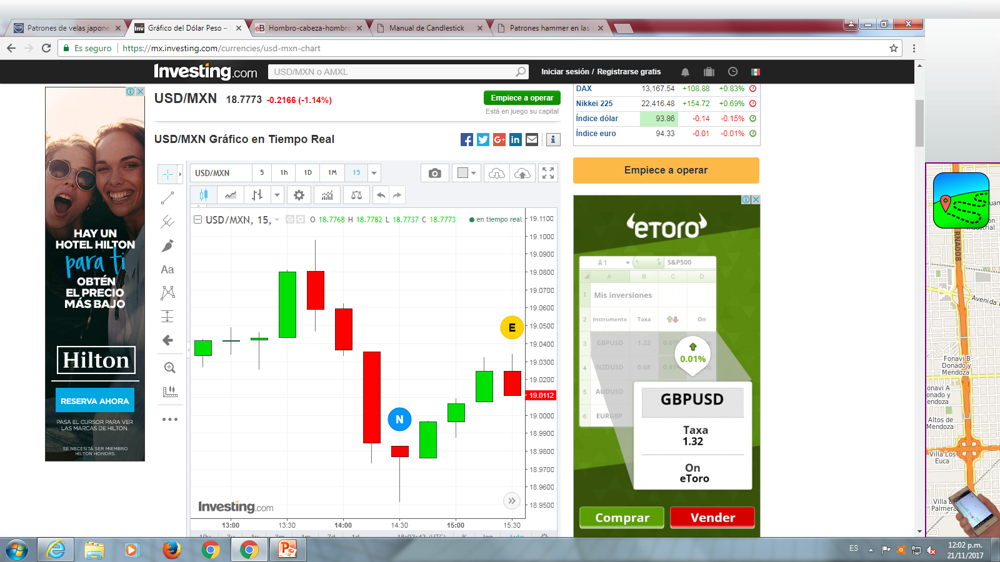 Patrones de velas japone
Gráfico del Dólar Peso –
Hombro-cabeza-hombro
Manual de Candlestick
Patrones hammer en las
Es seguro
https://mx.investing.com/currencies/usd-mxn-chart
Investing.com
USD/MXN o AMXL
Iniciar sesión / Registrarse gratis
HAY UN
HOTEL HILTON
para ti
OBTÉN
EL PRECIO
MÁS BAJO
Hilton
RESERVA AHORA
PASA EL CURSOR PARA VER
LAS MARCAS DE HILTON.
SE NECESITA SER MIEMBRO
HILTON HONORS.
USD/MXN 18.7773 -0.2166 (-1.14%)
Empiece a operar
Está en juego su capital
USD/MXN Gráfico en Tiempo Real
USD/MXN 5 1h 1D 1M 15
Aa
USD/MXN, 15, O 18.7768 H 18.7782 L 18.7737 C 18.7773
en tiempo real
19.1100
19.1000
19.0900
19.0800
19.0700
19.0600
19.0500
19.0400
19.0300
19.0200
19.0112
19.0000
18.9900
18.9800
18.9700
18.9600
18.9500
E
N
Investing.com
13:00 13:30 14:00 14:30 15:00 15:30
DAX 13,167.54 +108.88 +0.83%
Nikkei 225 22,416.48 +154.72 +0.69%
Índice dólar 93.86 -0.14 -0.15%
Índice euro 94.33 -0.01 -0.01%
Empiece a operar
eToro
A1 S&P500
A B C D
1 Mis inversiones
2 Instrumento Taxa On
3 GBPUSD 1.32
0.01%
4 NZDUSD 0.68
5 AUDUSD
6 EURGBP
GBPUSD
Taxa
1.32
On
eToro
Comprar
Vender
RNA008
Avenida
Fonavi B
Donado y
Mendoza
onavi A
onado y
endoza
Altos de
Mendoza
Villa Los
Euca
Villa L
Palmera
ES
12:02 p.m.
21/11/2017